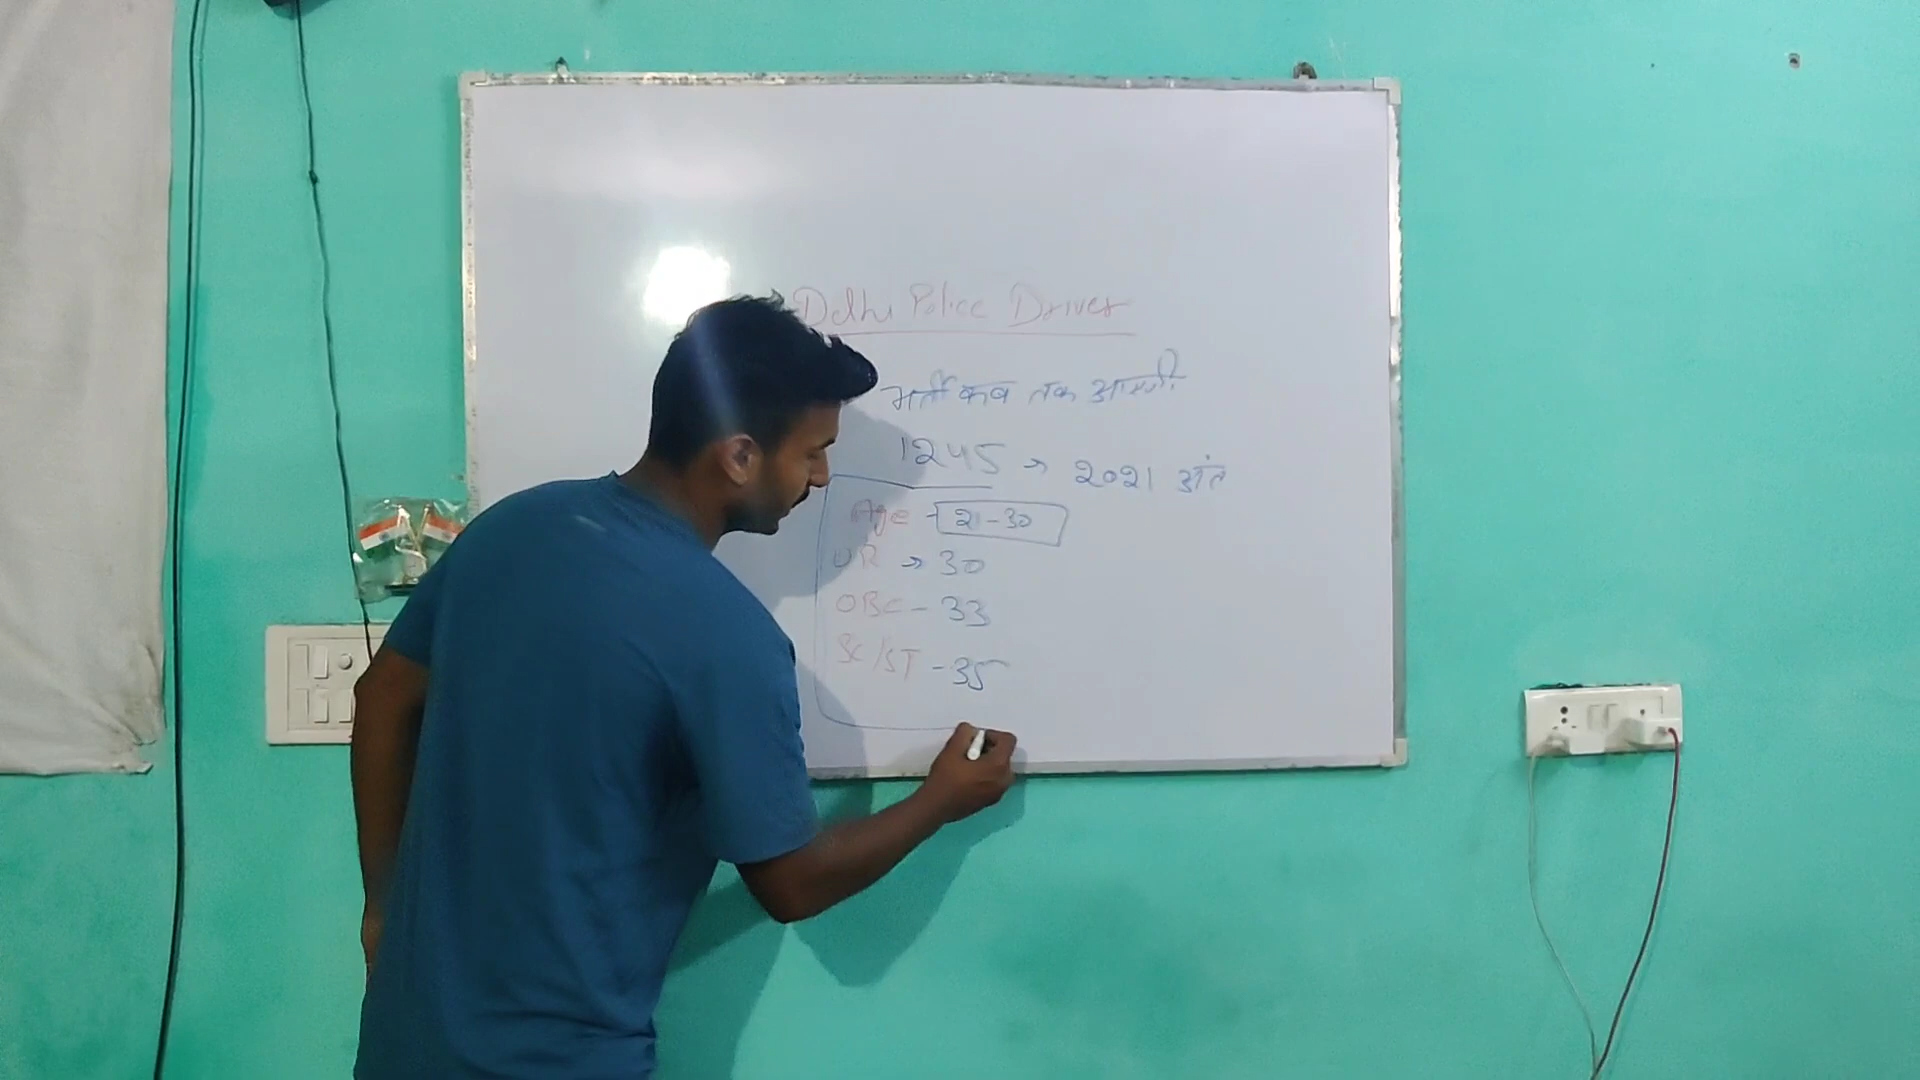 Delhi Police Driver
भर्ती कब तक आएगी
1245 → 2021 अंत
Age - 21-30
UR → 30
OBC - 33
SC/ST - 35